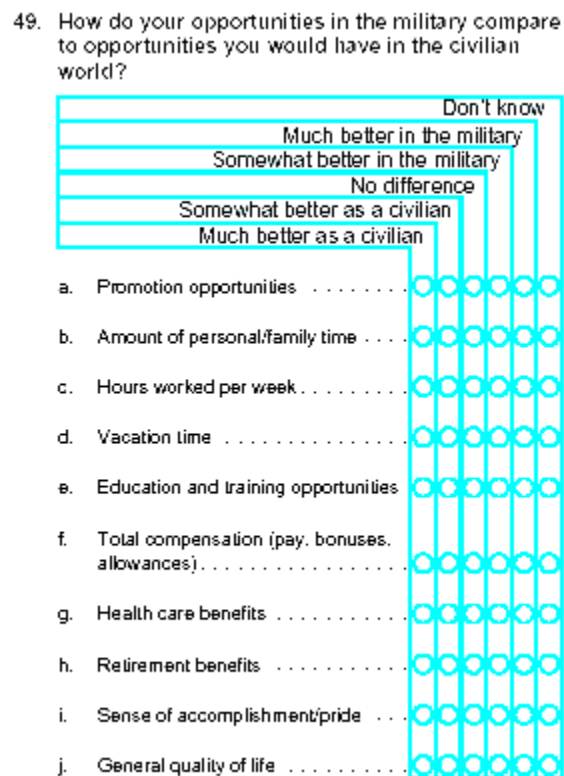 49. How do your opportunities in the military compare
to opportunities you would have in the civilian
world?
Don't know
Much better in the military
Somewhat better in the military
No difference
Somewhat better as a civilian
Much better as a civilian
a. Promotion opportunities . . . . . . . .
b. Amount of personal/family time . . . .
c. Hours worked per week . . . . . . . . .
d. Vacation time . . . . . . . . . . . . . . .
e. Education and training opportunities
f. Total compensation (pay, bonuses,
allowances) . . . . . . . . . . . . . . . . .
g. Health care benefits . . . . . . . . . . .
h. Retirement benefits . . . . . . . . . . .
i. Sense of accomplishment/pride . . .
j. General quality of life . . . . . . . . . .